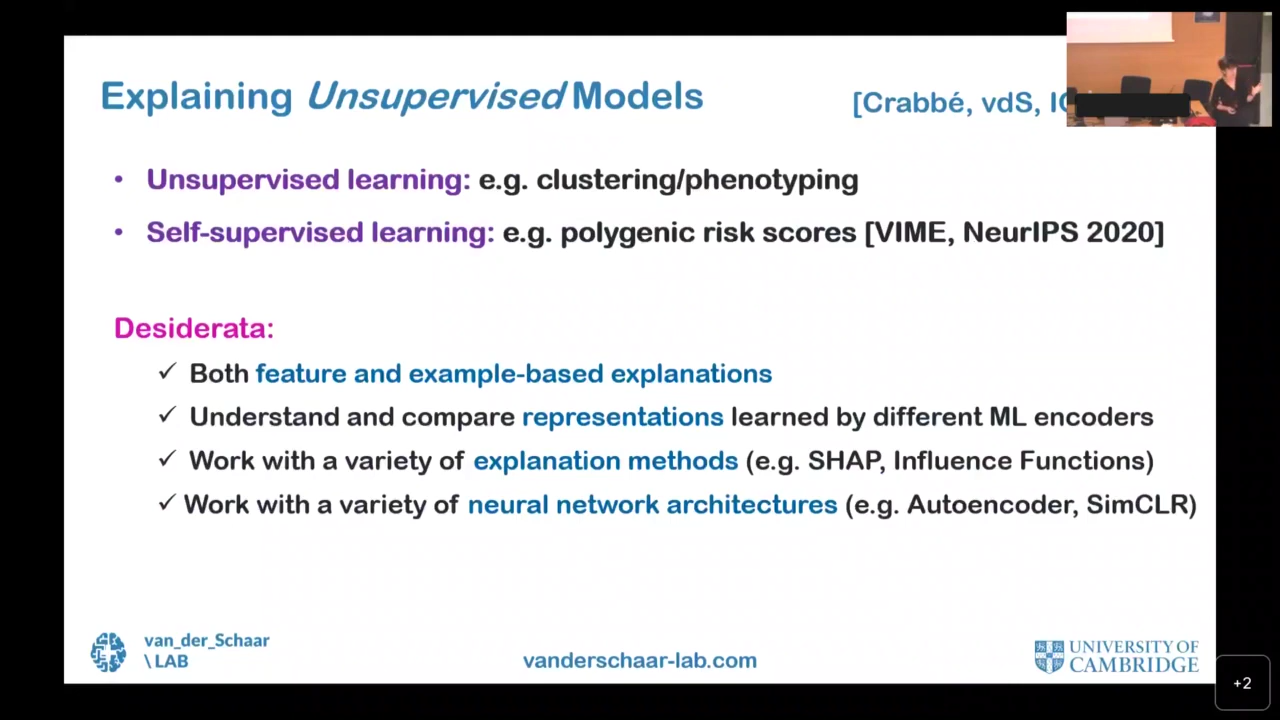 Explaining Unsupervised Models
[Crabbé, vdS,
• Unsupervised learning: e.g. clustering/phenotyping
• Self-supervised learning: e.g. polygenic risk scores [VIME, NeurIPS 2020]
Desiderata:
✓ Both feature and example-based explanations
✓ Understand and compare representations learned by different ML encoders
✓ Work with a variety of explanation methods (e.g. SHAP, Influence Functions)
✓ Work with a variety of neural network architectures (e.g. Autoencoder, SimCLR)
van_der_Schaar
\ LAB
vanderschaar-lab.com
UNIVERSITY OF
CAMBRIDGE
+2